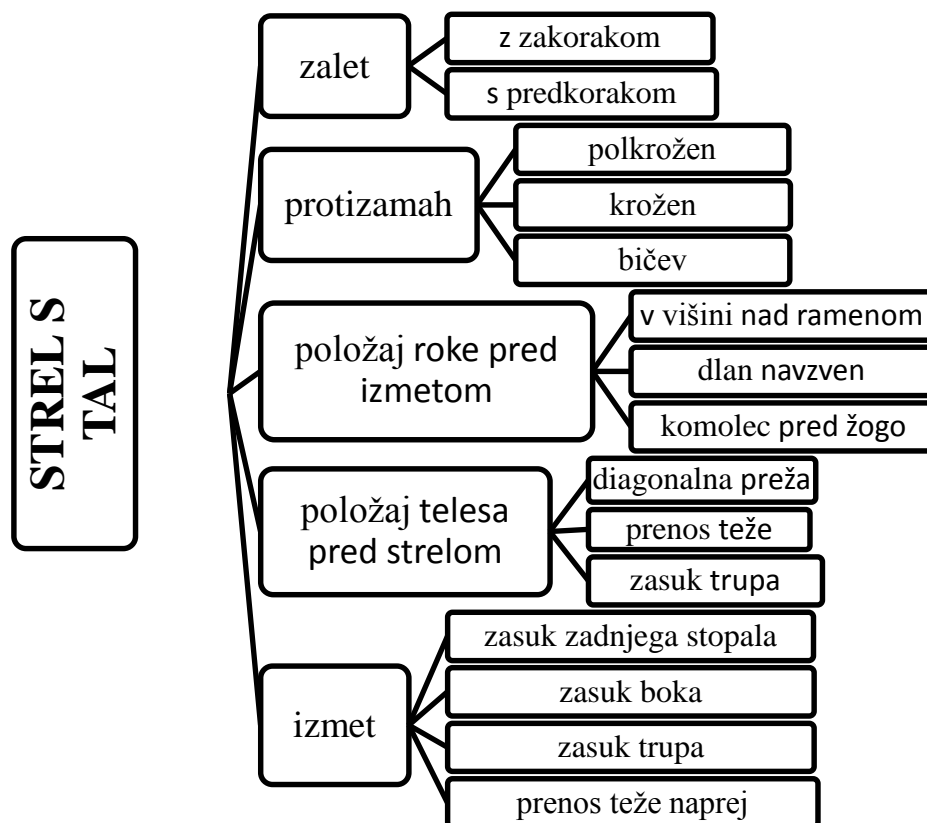 STREL S
TAL
zalet
z zakorakom
s predkorakom
protizamah
polkrožen
krožen
bičev
položaj roke pred
izmetom
v višini nad ramenom
dlan navzven
komolec pred žogo
položaj telesa
pred strelom
diagonalna preža
prenos teže
zasuk trupa
izmet
zasuk zadnjega stopala
zasuk boka
zasuk trupa
prenos teže naprej